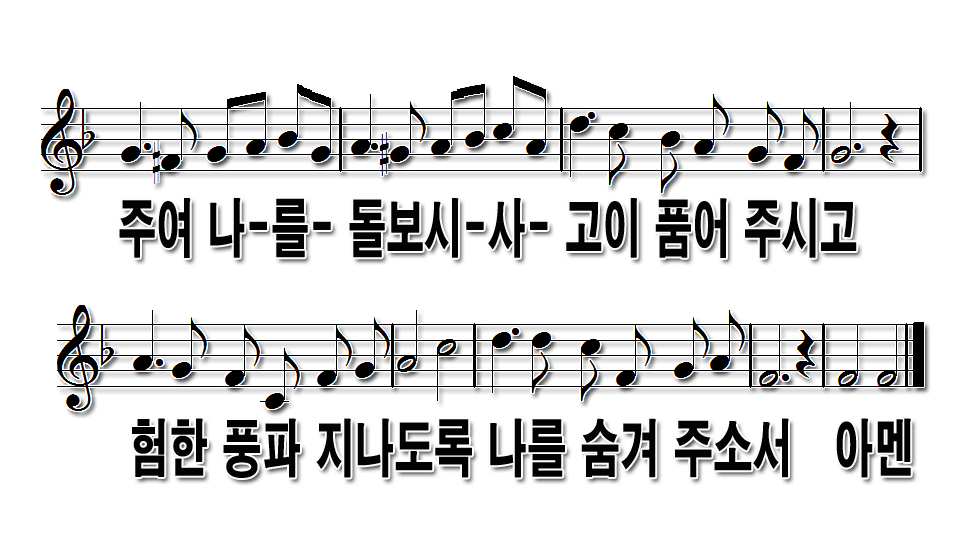 주여 나-를- 돌보시-사- 고이 품어 주시고
험한 풍파 지나도록 나를 숨겨 주소서 아멘